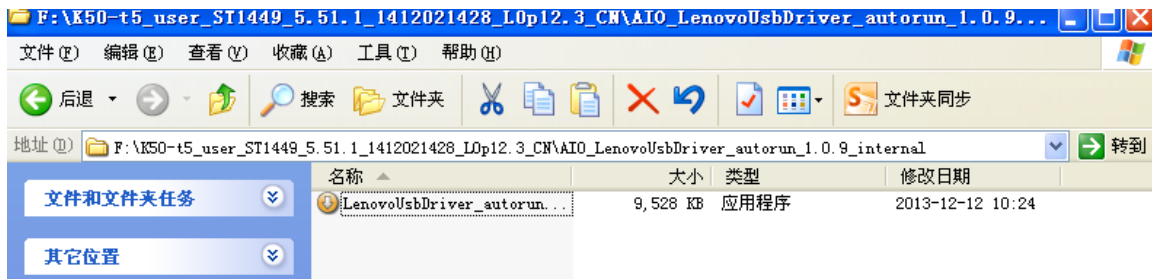 F:\K50-t5_user_ST1449_5.51.1_1412021428_L0p12.3_CN\AIO_LenovoUsbDriver_autorun_1.0.9...
文件(F) 编辑(E) 查看(V) 收藏(A) 工具(T) 帮助(H)
后退 搜索 文件夹 文件夹同步
地址(D) F:\K50-t5_user_ST1449_5.51.1_1412021428_L0p12.3_CN\AIO_LenovoUsbDriver_autorun_1.0.9_internal 转到
名称 大小 类型 修改日期
文件和文件夹任务
LenovoUsbDriver_autorun... 9,528 KB 应用程序 2013-12-12 10:24
其它位置